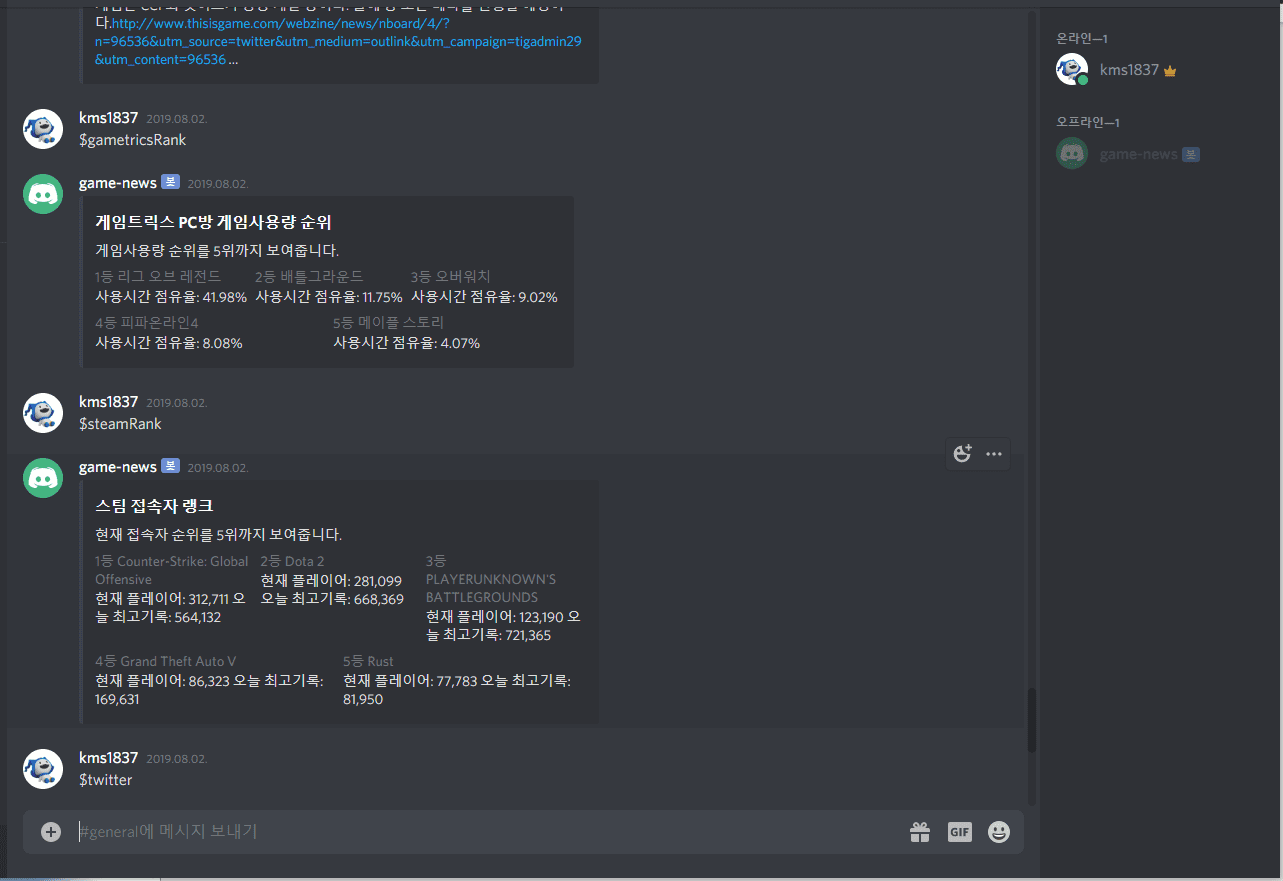 다.http://www.thisisgame.com/webzine/news/nboard/4/?
n=96536&utm_source=twitter&utm_medium=outlink&utm_campaign=tigadmin29
&utm_content=96536 ...
kms1837 2019.08.02.
$gametricsRank
game-news 봇 2019.08.02.
게임트릭스 PC방 게임사용량 순위
게임사용량 순위를 5위까지 보여줍니다.
1등 리그 오브 레전드 2등 배틀그라운드 3등 오버워치
사용시간 점유율: 41.98% 사용시간 점유율: 11.75% 사용시간 점유율: 9.02%
4등 피파온라인4 5등 메이플 스토리
사용시간 점유율: 8.08% 사용시간 점유율: 4.07%
kms1837 2019.08.02.
$steamRank
game-news 봇 2019.08.02.
스팀 접속자 랭크
현재 접속자 순위를 5위까지 보여줍니다.
1등 Counter-Strike: Global
Offensive
현재 플레이어: 312,711 오
늘 최고기록: 564,132
2등 Dota 2
현재 플레이어: 281,099
오늘 최고기록: 668,369
3등
PLAYERUNKNOWN'S
BATTLEGROUNDS
현재 플레이어: 123,190 오
늘 최고기록: 721,365
4등 Grand Theft Auto V
현재 플레이어: 86,323 오늘 최고기록:
169,631
5등 Rust
현재 플레이어: 77,783 오늘 최고기록:
81,950
kms1837 2019.08.02.
$twitter
#general에 메시지 보내기
GIF
온라인—1
kms1837
오프라인—1
game-news 봇